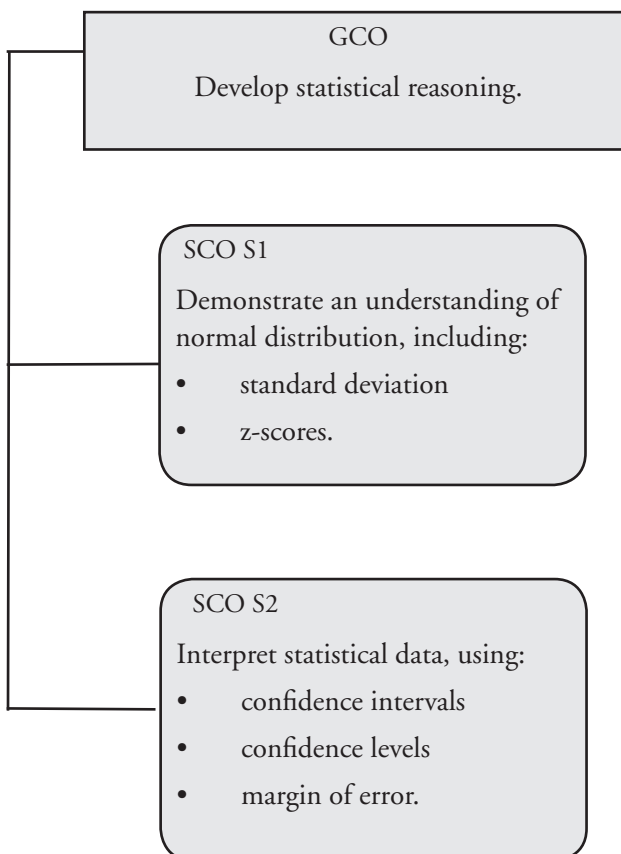 GCO
Develop statistical reasoning.
SCO S1
Demonstrate an understanding of
normal distribution, including:
• standard deviation
• z-scores.
SCO S2
Interpret statistical data, using:
• confidence intervals
• confidence levels
• margin of error.